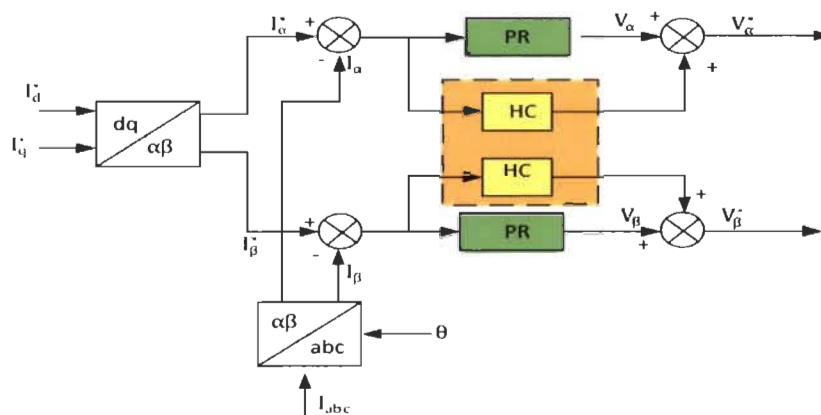 I*α
+
PR
Vα
+
V*α
-
Iα
+
I*d
dq
αβ
HC
I*q
HC
+
I*β
+
PR
Vβ
+
V*β
-
Iβ
αβ
abc
θ
Iabc